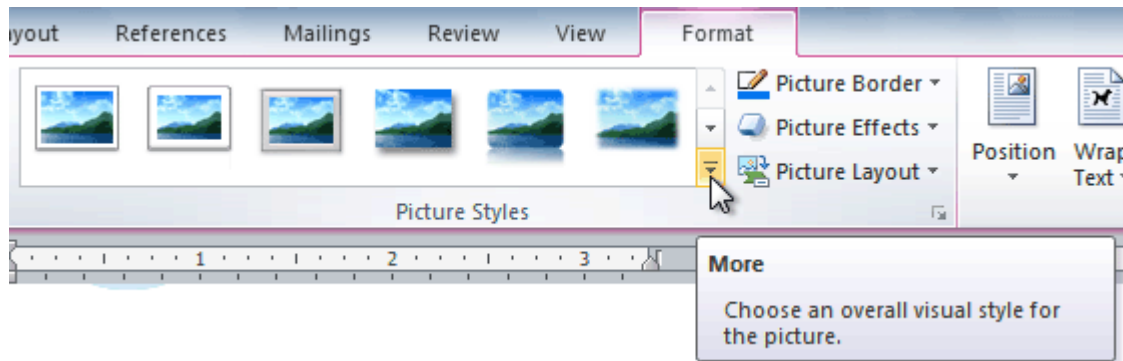 yout References Mailings Review View Format
Picture Border
Picture Effects
Picture Layout
Position Wrap
Text
Picture Styles
1 2 3
More
Choose an overall visual style for
the picture.